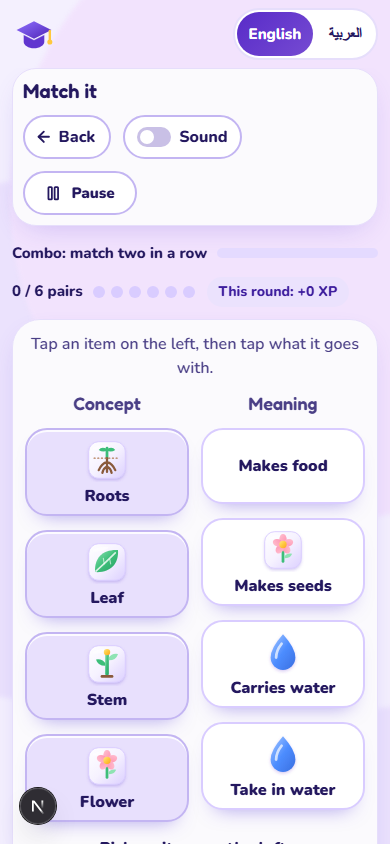 English
العربية
Match it
Back
Sound
Pause
Combo: match two in a row
0 / 6 pairs
This round: +0 XP
Tap an item on the left, then tap what it goes
with.
Concept
Meaning
Roots
Makes food
Leaf
Makes seeds
Stem
Carries water
Flower
Take in water
N